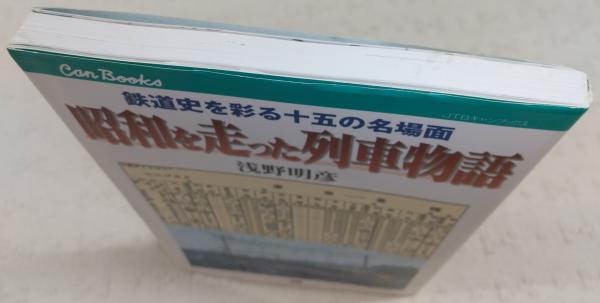 Can Books
JTBキャンブックス
鉄道史を彩る十五の名場面
昭和を走った列車物語
浅野明彦